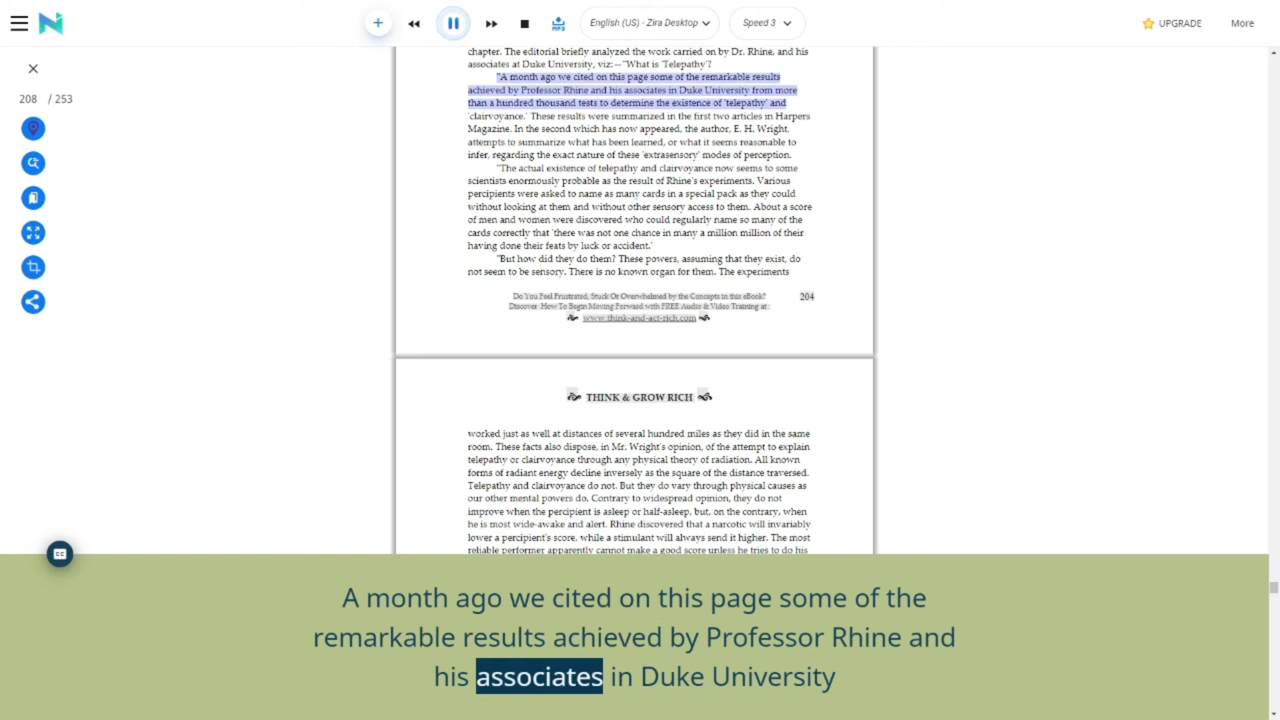 English (US) - Zira Desktop
Speed 3
UPGRADE
More
MP3
208 / 253
chapter. The editorial briefly analyzed the work carried on by Dr. Rhine, and his
associates at Duke University, viz:—"What is 'Telepathy'?
"A month ago we cited on this page some of the remarkable results
achieved by Professor Rhine and his associates in Duke University from more
than a hundred thousand tests to determine the existence of 'telepathy' and
'clairvoyance.' These results were summarized in the first two articles in Harpers
Magazine. In the second which has now appeared, the author, E. H. Wright,
attempts to summarize what has been learned, or what it seems reasonable to
infer, regarding the exact nature of these 'extrasensory' modes of perception.
"The actual existence of telepathy and clairvoyance now seems to some
scientists enormously probable as the result of Rhine's experiments. Various
percipients were asked to name as many cards in a special pack as they could
without looking at them and without other sensory access to them. About a score
of men and women were discovered who could regularly name so many of the
cards correctly that 'there was not one chance in many a million million of their
having done their feats by luck or accident.'
"But how did they do them? These powers, assuming that they exist, do
not seem to be sensory. There is no known organ for them. The experiments
Do You Feel Frustrated, Stuck Or Overwhelmed by the Concepts in this eBook?
204
Discover How To Begin Moving Forward with FREE Audio & Video Training at:
www.think-and-act-rich.com
THINK & GROW RICH
worked just as well at distances of several hundred miles as they did in the same
room. These facts also dispose, in Mr. Wright's opinion, of the attempt to explain
telepathy or clairvoyance through any physical theory of radiation. All known
forms of radiant energy decline inversely as the square of the distance traversed.
Telepathy and clairvoyance do not. But they do vary through physical causes as
our other mental powers do. Contrary to widespread opinion, they do not
improve when the percipient is asleep or half-asleep, but, on the contrary, when
he is most wide-awake and alert. Rhine discovered that a narcotic will invariably
lower a percipient's score, while a stimulant will always send it higher. The most
reliable performer apparently cannot make a good score unless he tries to do his
CC
A month ago we cited on this page some of the
remarkable results achieved by Professor Rhine and
his associates in Duke University